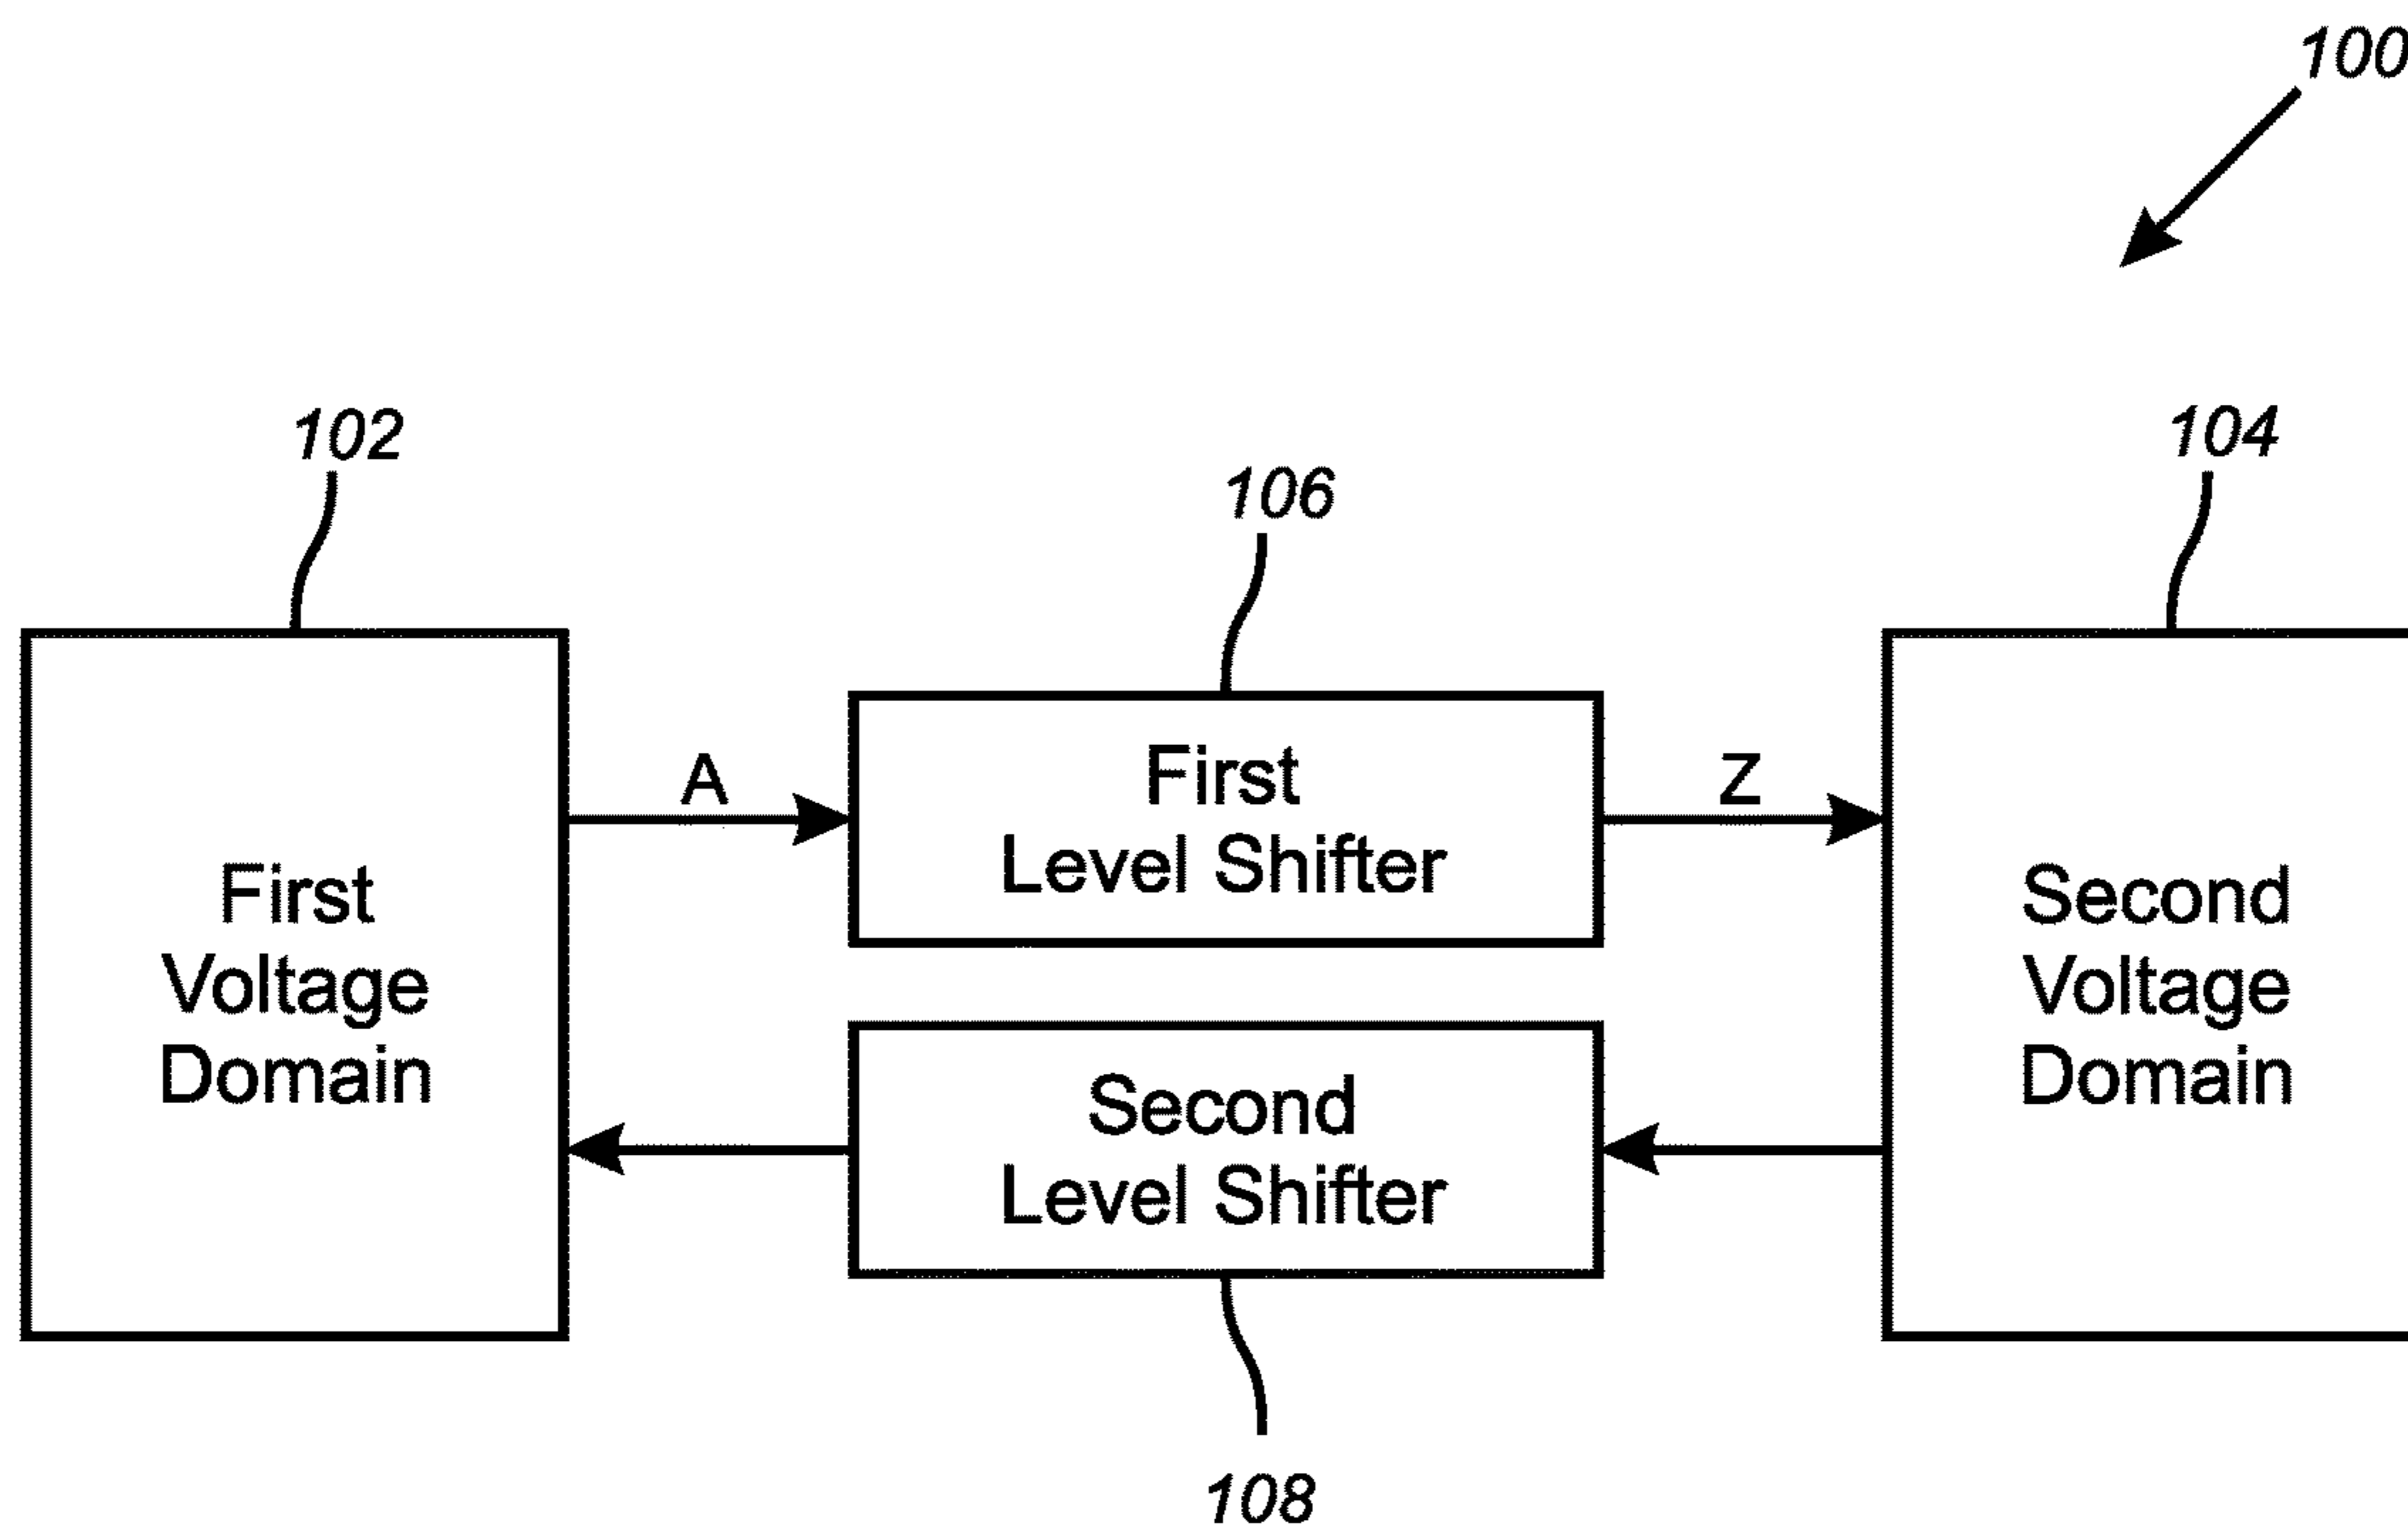 100
102
104
106
A
First
Level Shifter
Z
First
Voltage
Domain
Second
Voltage
Domain
Second
Level Shifter
108